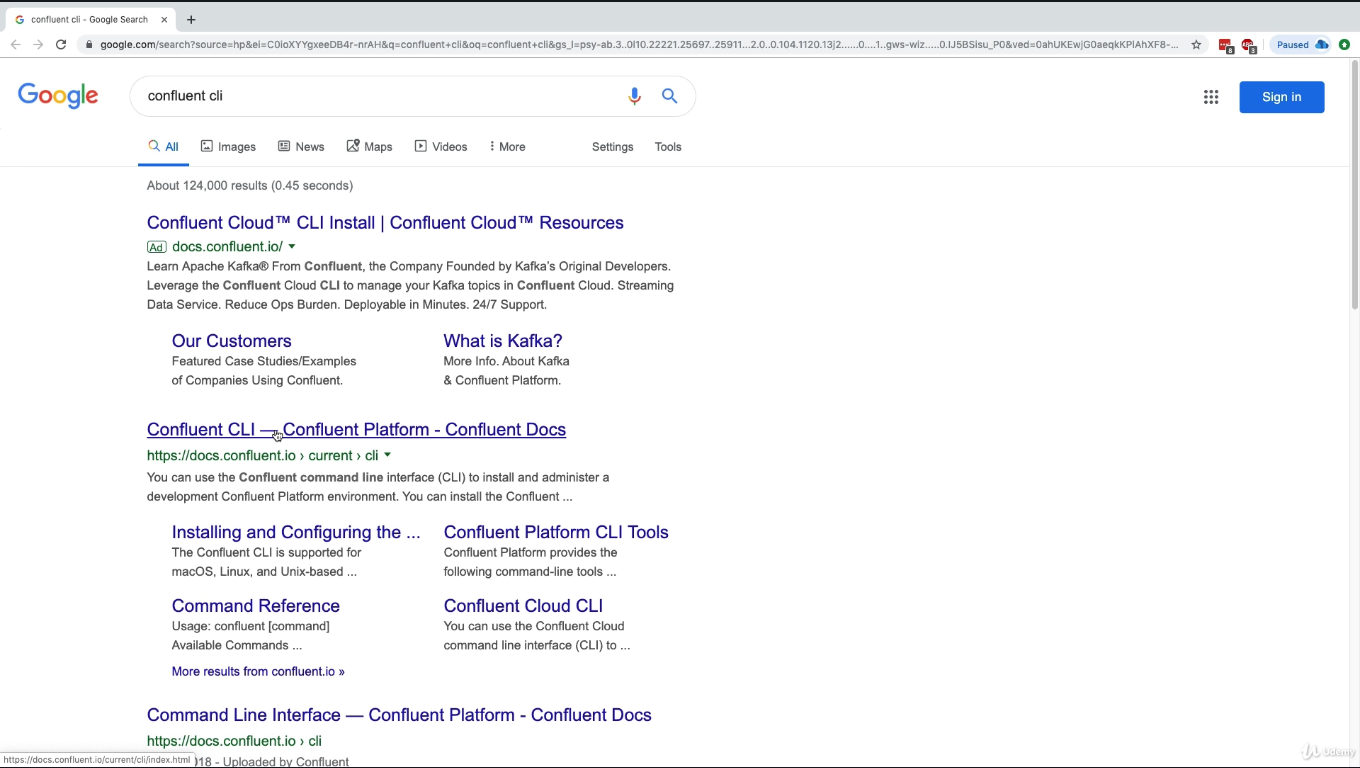 confluent cli - Google Search
google.com/search?source=hp&ei=C0ioXYYgxeeDB4r-nrAH&q=confluent+cli&oq=confluent+cli&gs_l=psy-ab.3..0l10.22221.25697..25911...2.0..0.104.1120.13j2......0....1..gws-wiz.....0.IJ5BSisu_P0&ved=0ahUKEwjG0aeqkKPlAhXF8-...
Paused
Google
confluent cli
Sign in
All Images News Maps Videos More Settings Tools
About 124,000 results (0.45 seconds)
Confluent Cloud™ CLI Install | Confluent Cloud™ Resources
Ad docs.confluent.io/
Learn Apache Kafka® From Confluent, the Company Founded by Kafka's Original Developers.
Leverage the Confluent Cloud CLI to manage your Kafka topics in Confluent Cloud. Streaming
Data Service. Reduce Ops Burden. Deployable in Minutes. 24/7 Support.
Our Customers
Featured Case Studies/Examples
of Companies Using Confluent.
What is Kafka?
More Info. About Kafka
& Confluent Platform.
Confluent CLI — Confluent Platform - Confluent Docs
https://docs.confluent.io › current › cli
You can use the Confluent command line interface (CLI) to install and administer a
development Confluent Platform environment. You can install the Confluent ...
Installing and Configuring the ...
The Confluent CLI is supported for
macOS, Linux, and Unix-based ...
Confluent Platform CLI Tools
Confluent Platform provides the
following command-line tools ...
Command Reference
Usage: confluent [command]
Available Commands ...
Confluent Cloud CLI
You can use the Confluent Cloud
command line interface (CLI) to ...
More results from confluent.io »
Command Line Interface — Confluent Platform - Confluent Docs
https://docs.confluent.io › cli
https://docs.confluent.io/current/cli/index.html
18 - Uploaded by Confluent
Udemy